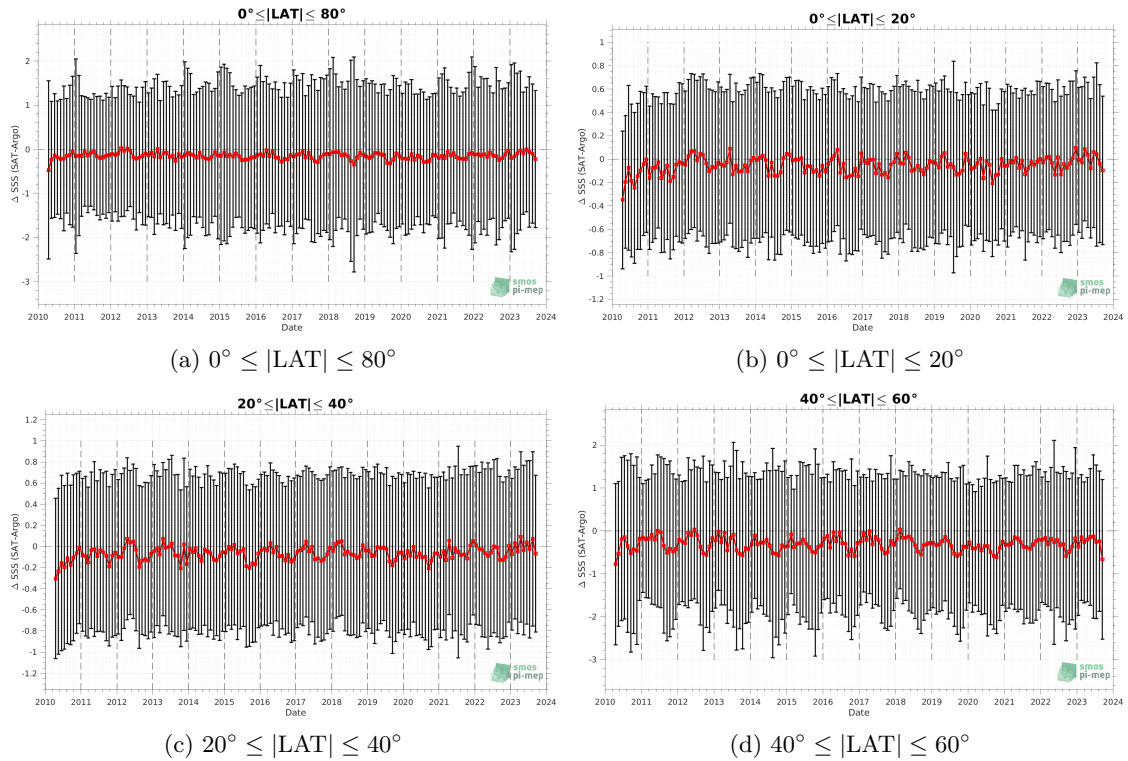 0°≤|LAT|≤ 80°
Δ SSS (SAT-Argo)
2
1
0
-1
-2
-3
2010 2011 2012 2013 2014 2015 2016 2017 2018 2019 2020 2021 2022 2023 2024
Date
smos
pi-mep
(a) 0° ≤ |LAT| ≤ 80°
0°≤|LAT|≤ 20°
Δ SSS (SAT-Argo)
1
0.8
0.6
0.4
0.2
0
-0.2
-0.4
-0.6
-0.8
-1
-1.2
2010 2011 2012 2013 2014 2015 2016 2017 2018 2019 2020 2021 2022 2023 2024
Date
smos
pi-mep
(b) 0° ≤ |LAT| ≤ 20°
20°≤|LAT|≤ 40°
Δ SSS (SAT-Argo)
1.2
1
0.8
0.6
0.4
0.2
0
-0.2
-0.4
-0.6
-0.8
-1
-1.2
2010 2011 2012 2013 2014 2015 2016 2017 2018 2019 2020 2021 2022 2023 2024
Date
smos
pi-mep
(c) 20° ≤ |LAT| ≤ 40°
40°≤|LAT|≤ 60°
Δ SSS (SAT-Argo)
2
1
0
-1
-2
-3
2010 2011 2012 2013 2014 2015 2016 2017 2018 2019 2020 2021 2022 2023 2024
Date
smos
pi-mep
(d) 40° ≤ |LAT| ≤ 60°